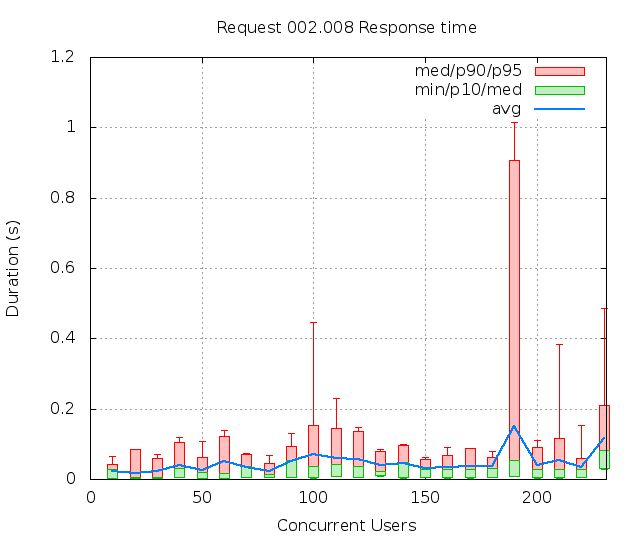 Request 002.008 Response time
med/p90/p95
min/p10/med
avg
Duration (s)
1.2
1
0.8
0.6
0.4
0.2
0
0 50 100 150 200
Concurrent Users